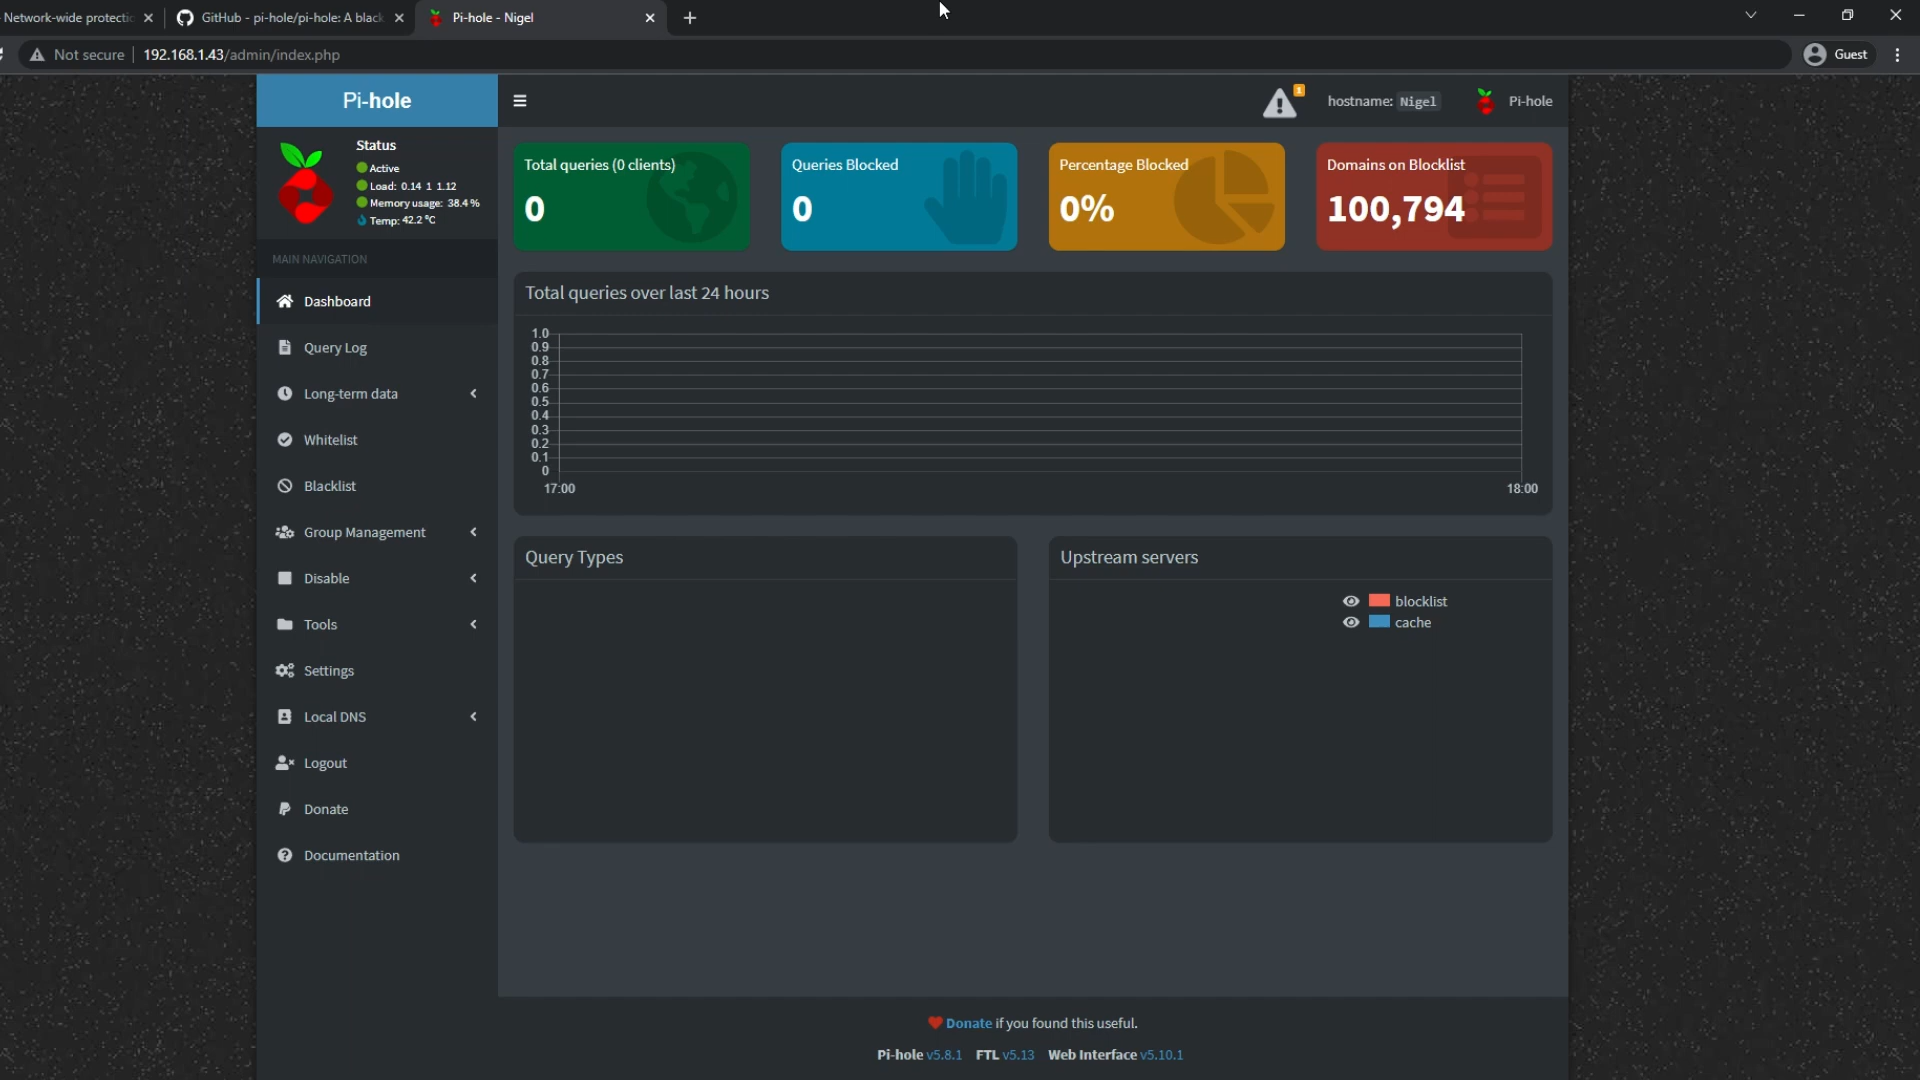 Network-wide protectio
GitHub - pi-hole/pi-hole: A black
Pi-hole - Nigel
Not secure
192.168.1.43/admin/index.php
Guest
Pi-hole
1
hostname: Nigel
Pi-hole
Status
Active
Load: 0.14 1 1.12
Memory usage: 38.4 %
Temp: 42.2 °C
Total queries (0 clients)
0
Queries Blocked
0
Percentage Blocked
0%
Domains on Blocklist
100,794
MAIN NAVIGATION
Dashboard
Query Log
Long-term data
Whitelist
Blacklist
Group Management
Disable
Tools
Settings
Local DNS
Logout
Donate
Documentation
Total queries over last 24 hours
1.0
0.9
0.8
0.7
0.6
0.5
0.4
0.3
0.2
0.1
0
17:00
18:00
Query Types
Upstream servers
blocklist
cache
Donate if you found this useful.
Pi-hole v5.8.1 FTL v5.13 Web Interface v5.10.1